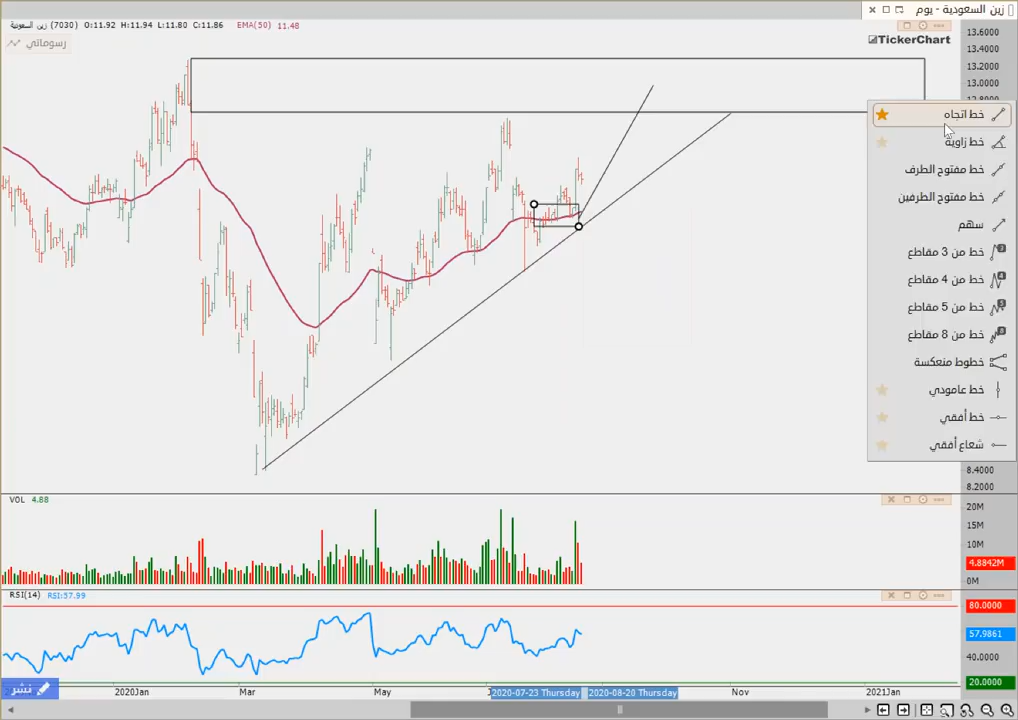 زين السعودية - يوم
زين السعودية (7030) O:11.92 H:11.94 L:11.80 C:11.86 EMA(50) 11.48
رسوماتي
TickerChart
13.6000
13.4000
13.2000
13.0000
12.8000
خط اتجاه
خط زاوية
خط مفتوح الطرف
خط مفتوح الطرفين
سهم
خط من 3 مقاطع
خط من 4 مقاطع
خط من 5 مقاطع
خط من 8 مقاطع
خطوط منعكسة
خط عامودي
خط أفقي
شعاع أفقي
8.4000
8.2000
VOL 4.88
20M
15M
10M
4.8842M
0M
RSI(14) RSI:57.99
80.0000
57.9861
40.0000
20.0000
نشر
2020Jan Mar May 2020-07-23 Thursday 2020-08-20 Thursday Nov 2021Jan